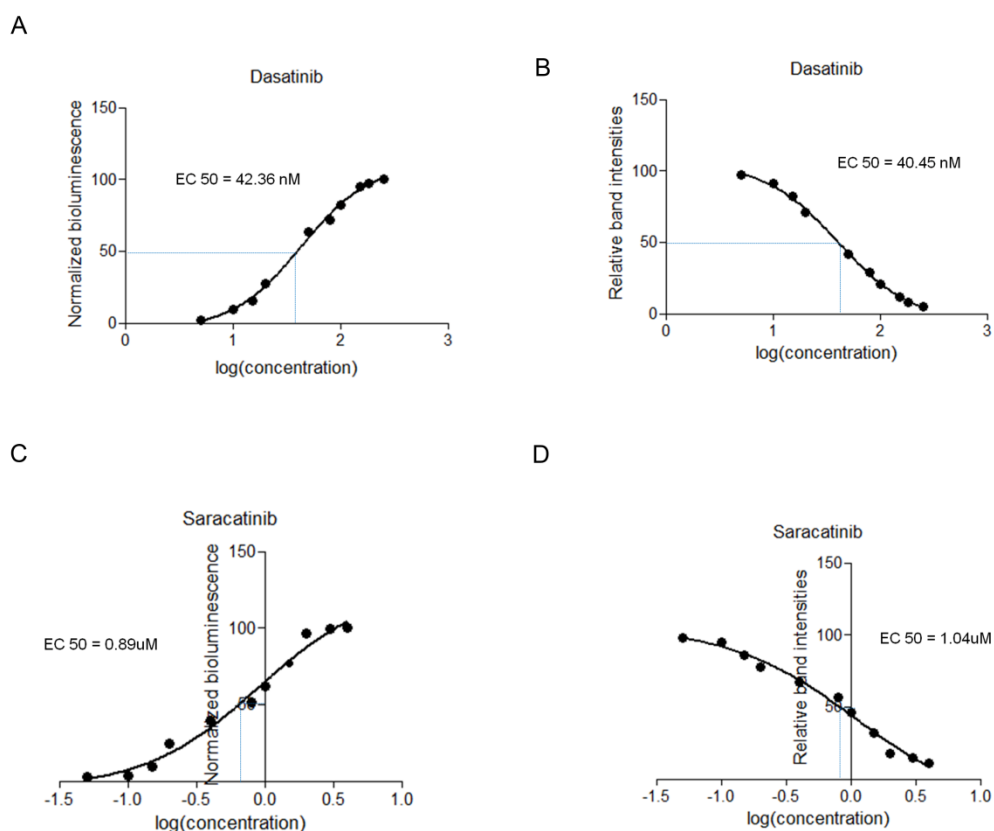 A
Dasatinib
Normalized bioluminescence
150
100
50
0
EC 50 = 42.36 nM
0 1 2 3
log(concentration)
B
Dasatinib
Relative band intensities
150
100
50
0
EC 50 = 40.45 nM
0 1 2 3
log(concentration)
C
Saracatinib
Normalized bioluminescence
150
100
50
EC 50 = 0.89uM
-1.5 -1.0 -0.5 0.0 0.5 1.0
log(concentration)
D
Saracatinib
Relative band intensities
150
100
50
EC 50 = 1.04uM
-1.5 -1.0 -0.5 0.0 0.5 1.0
log(concentration)